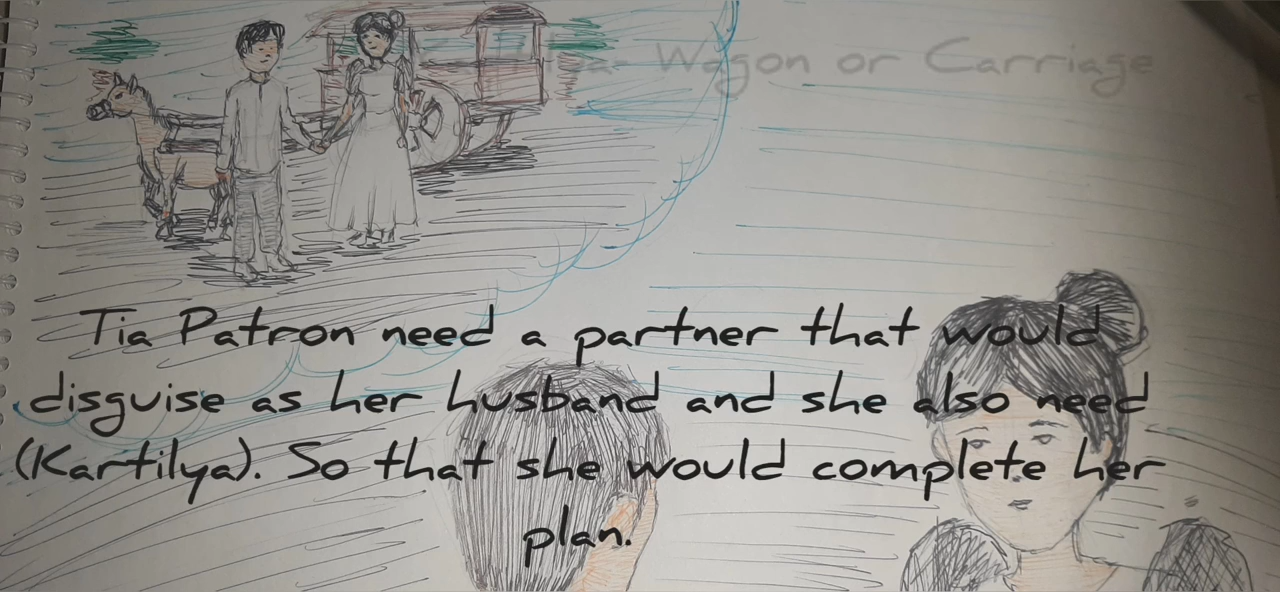 Wagon or Carriage
Tia Patron need a partner that would
disguise as her husband and she also need
(Kartilya). So that she would complete her
plan.